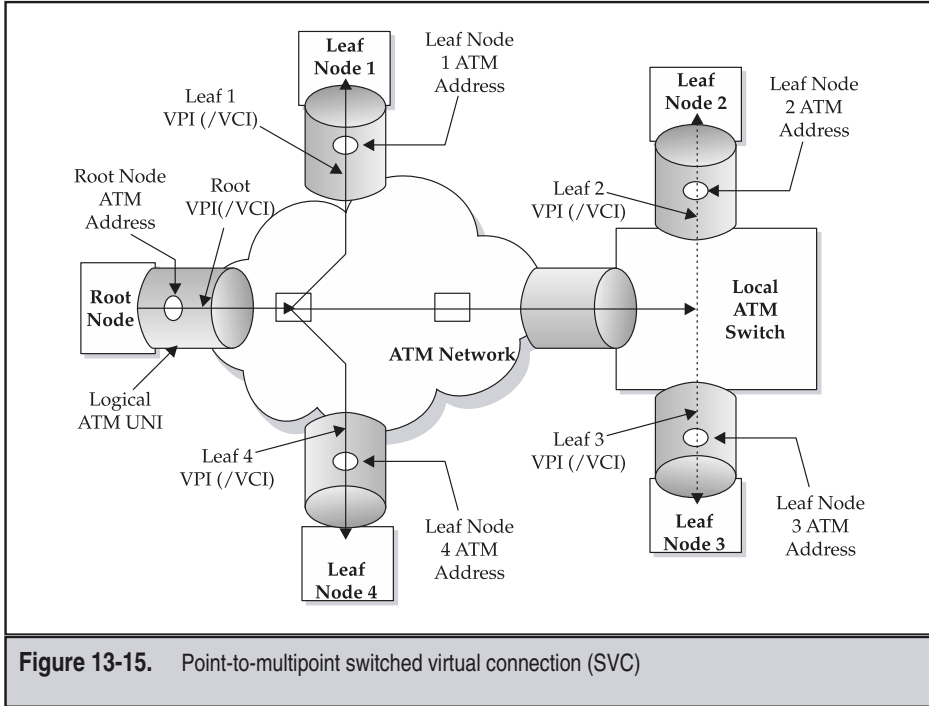 Leaf
Node 1
Leaf Node
1 ATM
Address
Leaf 1
VPI (/VCI)
Leaf
Node 2
Leaf Node
2 ATM
Address
Root Node
ATM
Address
Root
VPI(/VCI)
Leaf 2
VPI (/VCI)
Root
Node
Local
ATM
Switch
ATM Network
Logical
ATM UNI
Leaf 4
VPI (/VCI)
Leaf 3
VPI (/VCI)
Leaf Node
4 ATM
Address
Leaf
Node 4
Leaf
Node 3
Leaf Node
3 ATM
Address
Figure 13-15. Point-to-multipoint switched virtual connection (SVC)